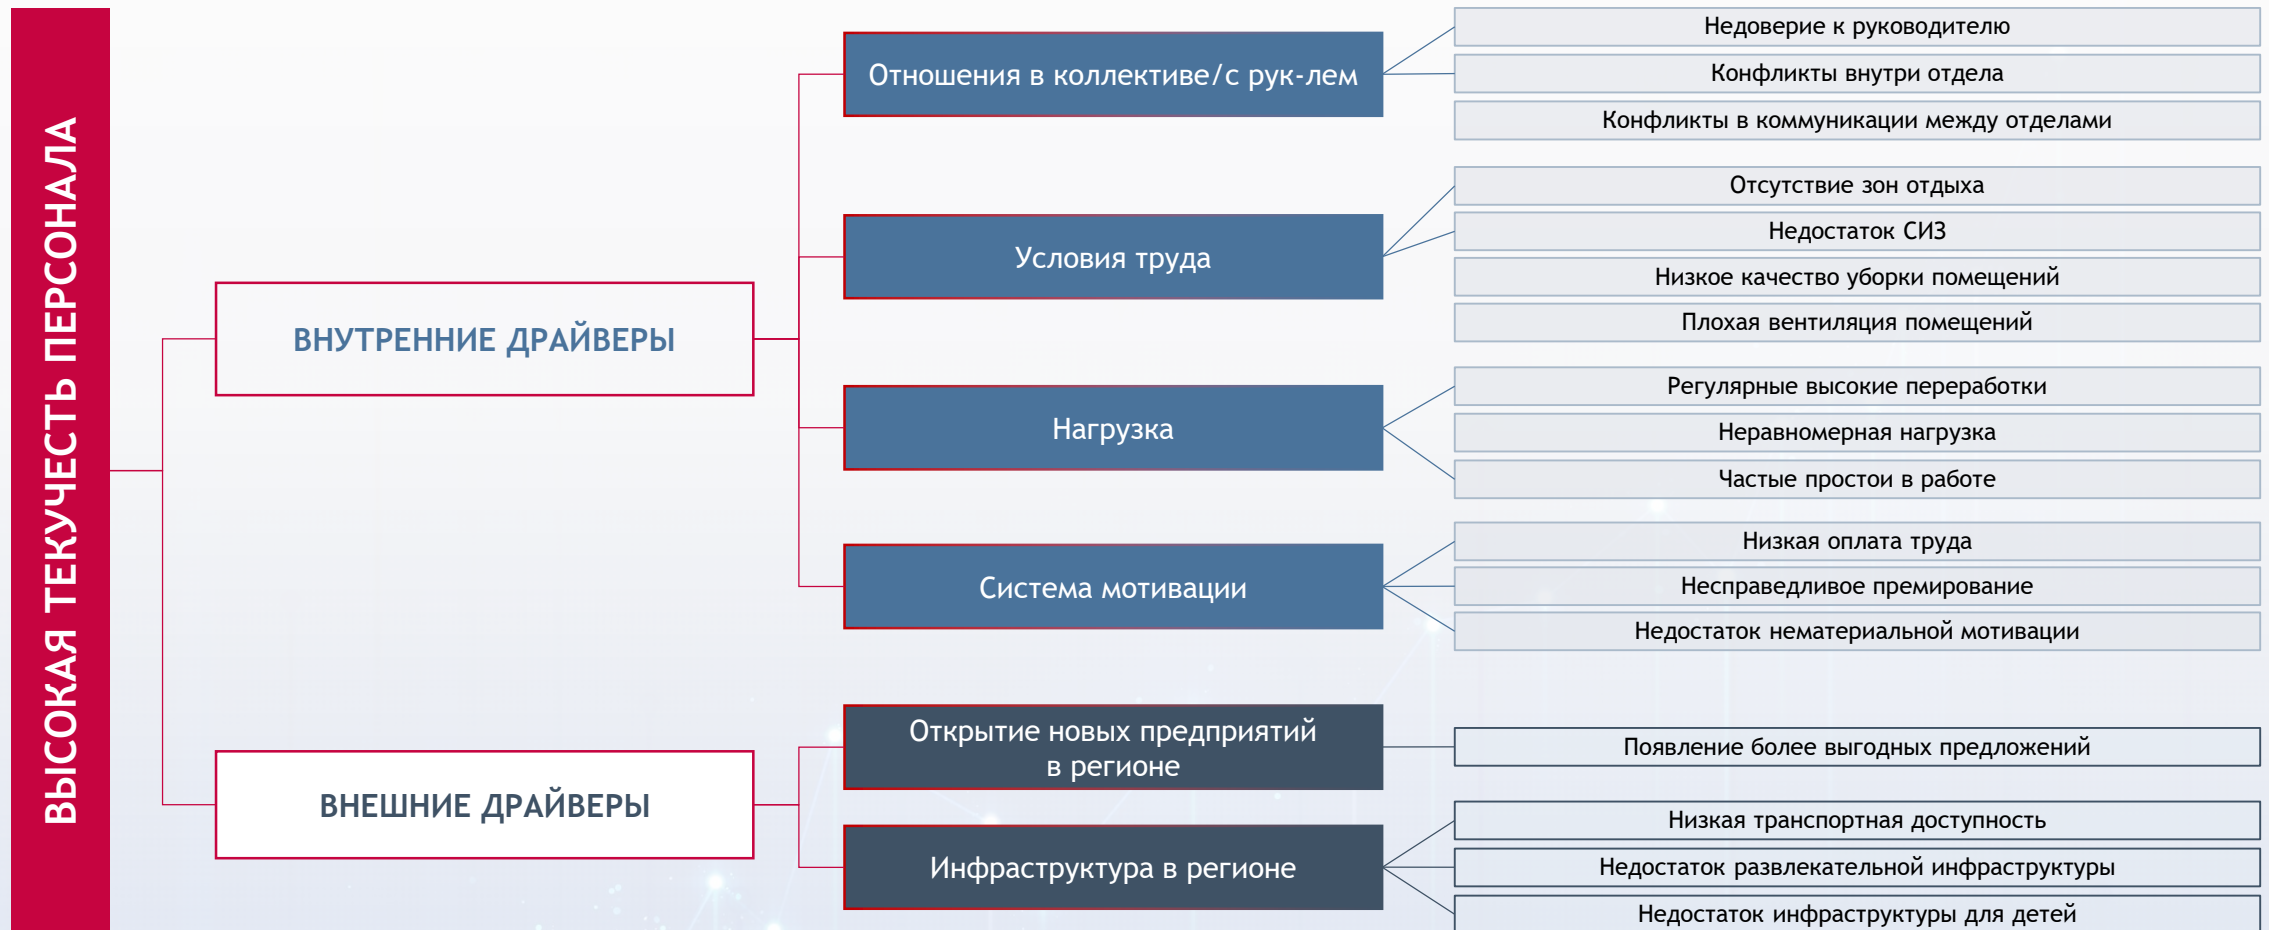 ВЫСОКАЯ ТЕКУЧЕСТЬ ПЕРСОНАЛА
ВНУТРЕННИЕ ДРАЙВЕРЫ
Отношения в коллективе/с рук-лем
Недоверие к руководителю
Конфликты внутри отдела
Конфликты в коммуникации между отделами
Условия труда
Отсутствие зон отдыха
Недостаток СИЗ
Низкое качество уборки помещений
Плохая вентиляция помещений
Нагрузка
Регулярные высокие переработки
Неравномерная нагрузка
Частые простои в работе
Система мотивации
Низкая оплата труда
Несправедливое премирование
Недостаток нематериальной мотивации
ВНЕШНИЕ ДРАЙВЕРЫ
Открытие новых предприятий
в регионе
Появление более выгодных предложений
Инфраструктура в регионе
Низкая транспортная доступность
Недостаток развлекательной инфраструктуры
Недостаток инфраструктуры для детей